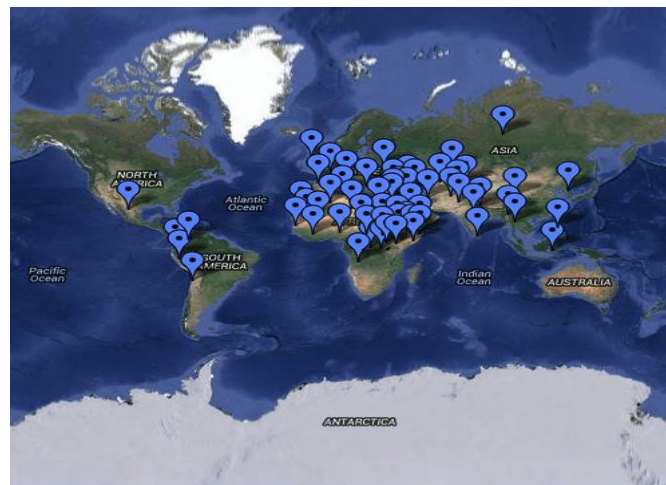 ASIA
NORTH
AMERICA
Atlantic
Ocean
SOUTH
AMERICA
Pacific
Ocean
Indian
Ocean
AUSTRALIA
ANTARCTICA